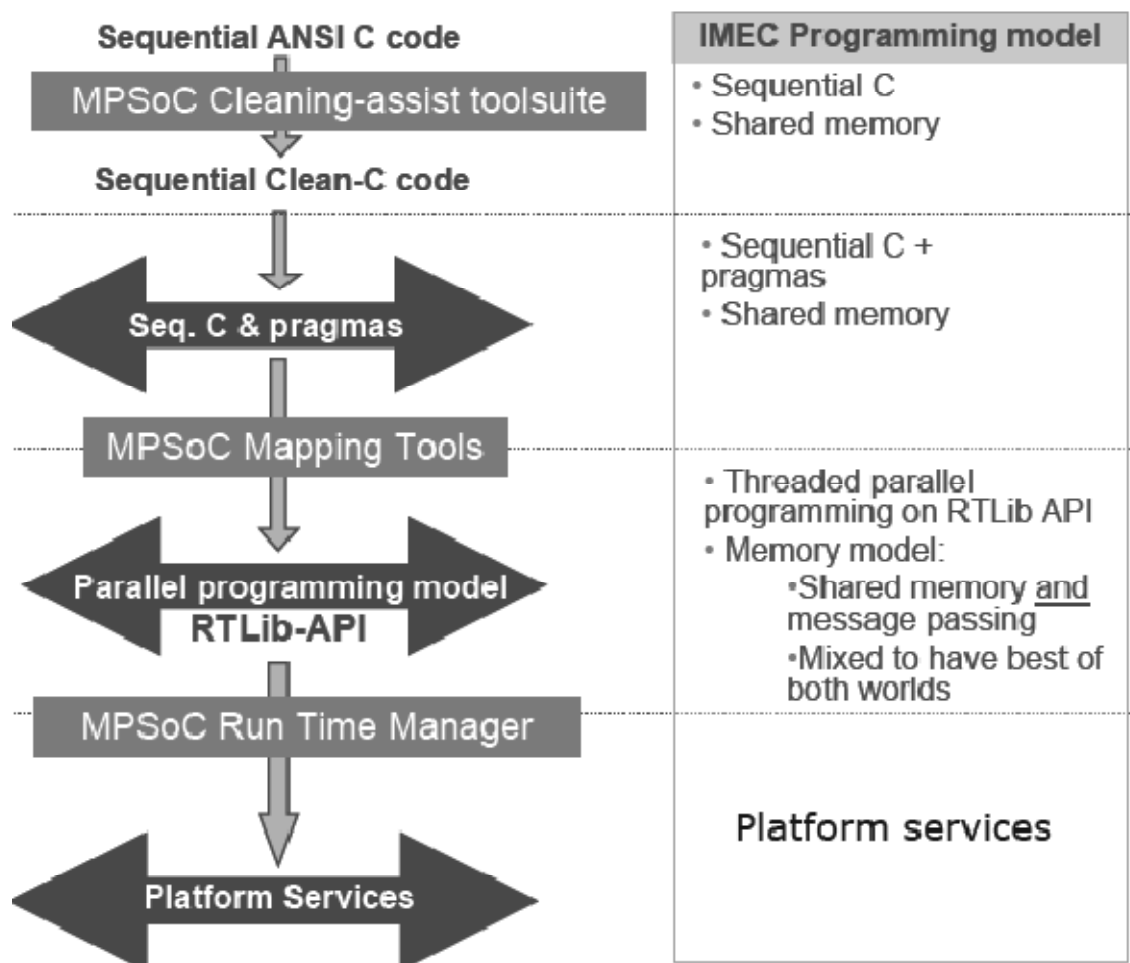 Sequential ANSI C code
MPSoC Cleaning-assist toolsuite
Sequential Clean-C code
Seq. C & pragmas
MPSoC Mapping Tools
Parallel programming model
RTLib-API
MPSoC Run Time Manager
Platform Services
IMEC Programming model
• Sequential C
• Shared memory
• Sequential C +
pragmas
• Shared memory
• Threaded parallel
programming on RTLib API
• Memory model:
•Shared memory and
message passing
•Mixed to have best of
both worlds
Platform services